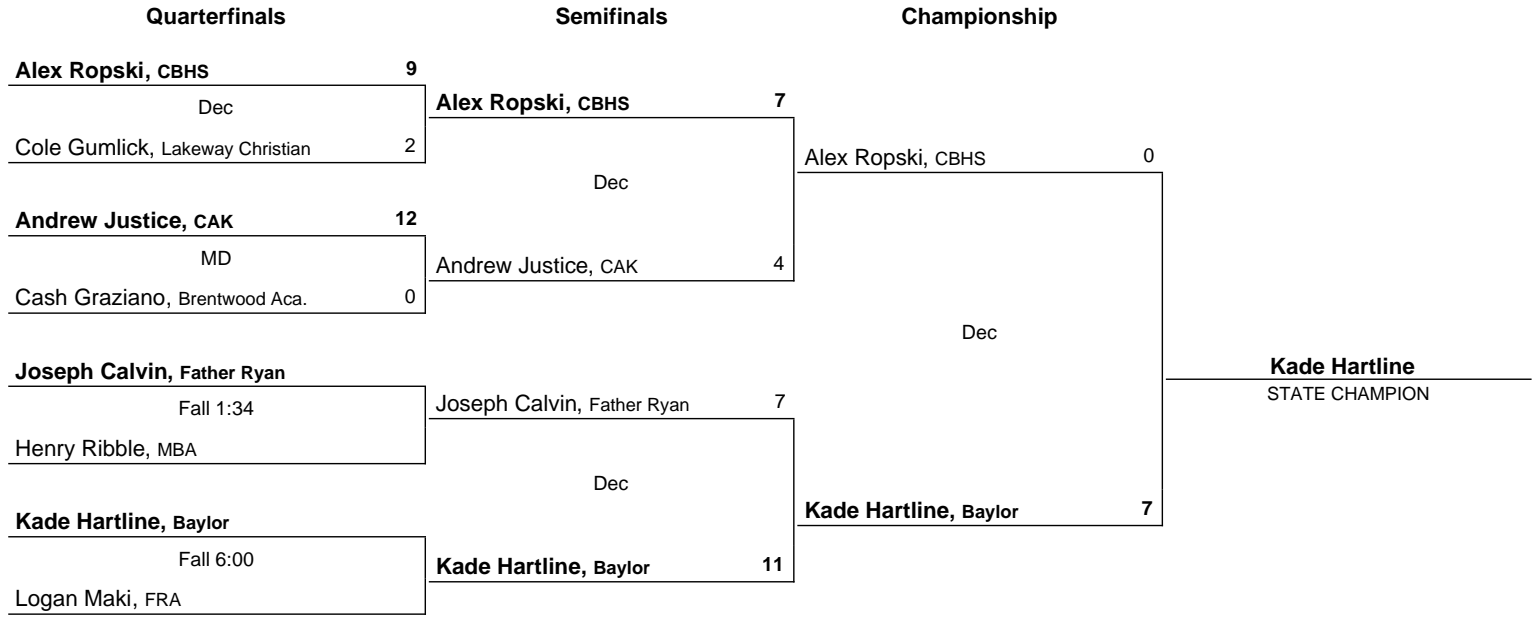 Quarterfinals Semifinals Championship
Alex Ropski, CBHS 9
Dec
Cole Gumlick, Lakeway Christian 2
Andrew Justice, CAK 12
MD
Cash Graziano, Brentwood Aca. 0
Joseph Calvin, Father Ryan
Fall 1:34
Henry Ribble, MBA
Kade Hartline, Baylor
Fall 6:00
Logan Maki, FRA
Alex Ropski, CBHS 7
Dec
Andrew Justice, CAK 4
Joseph Calvin, Father Ryan 7
Dec
Kade Hartline, Baylor 11
Alex Ropski, CBHS 0
Dec
Kade Hartline, Baylor 7
Kade Hartline
STATE CHAMPION